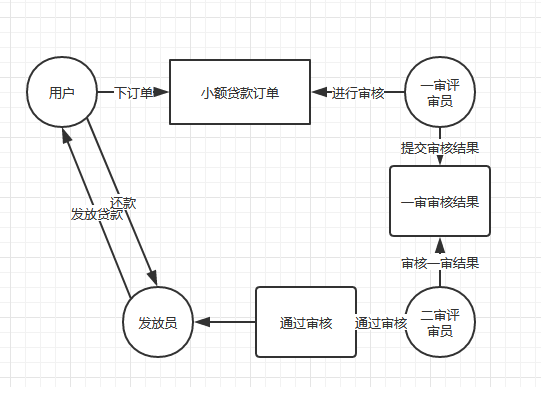 用户
下订单
小额贷款订单
进行审核
一审评
审员
提交审核结果
一审审核结果
还款
发放贷款
审核一审结果
发放员
通过审核
通过审核
二审评
审员